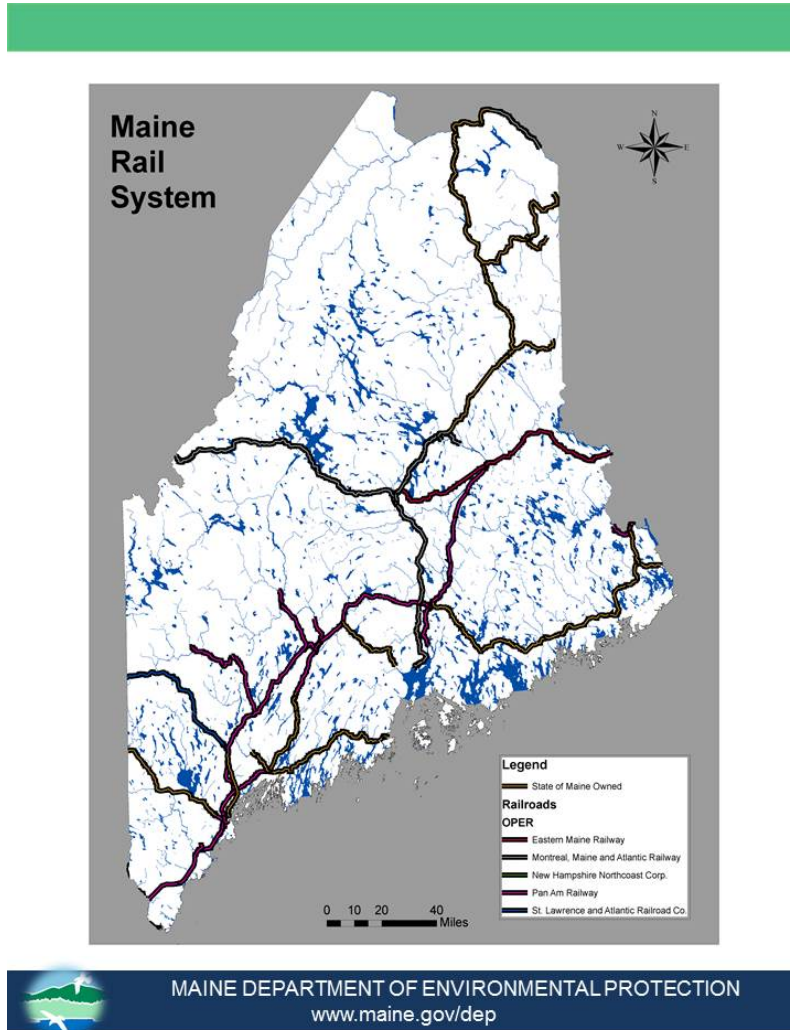 Maine
Rail
System
N
W
E
S
Legend
State of Maine Owned
Railroads
OPER
Eastern Maine Railway
Montreal, Maine and Atlantic Railway
New Hampshire Northcoast Corp.
Pan Am Railway
St. Lawrence and Atlantic Railroad Co.
0 10 20 40
Miles
MAINE DEPARTMENT OF ENVIRONMENTAL PROTECTION
www.maine.gov/dep